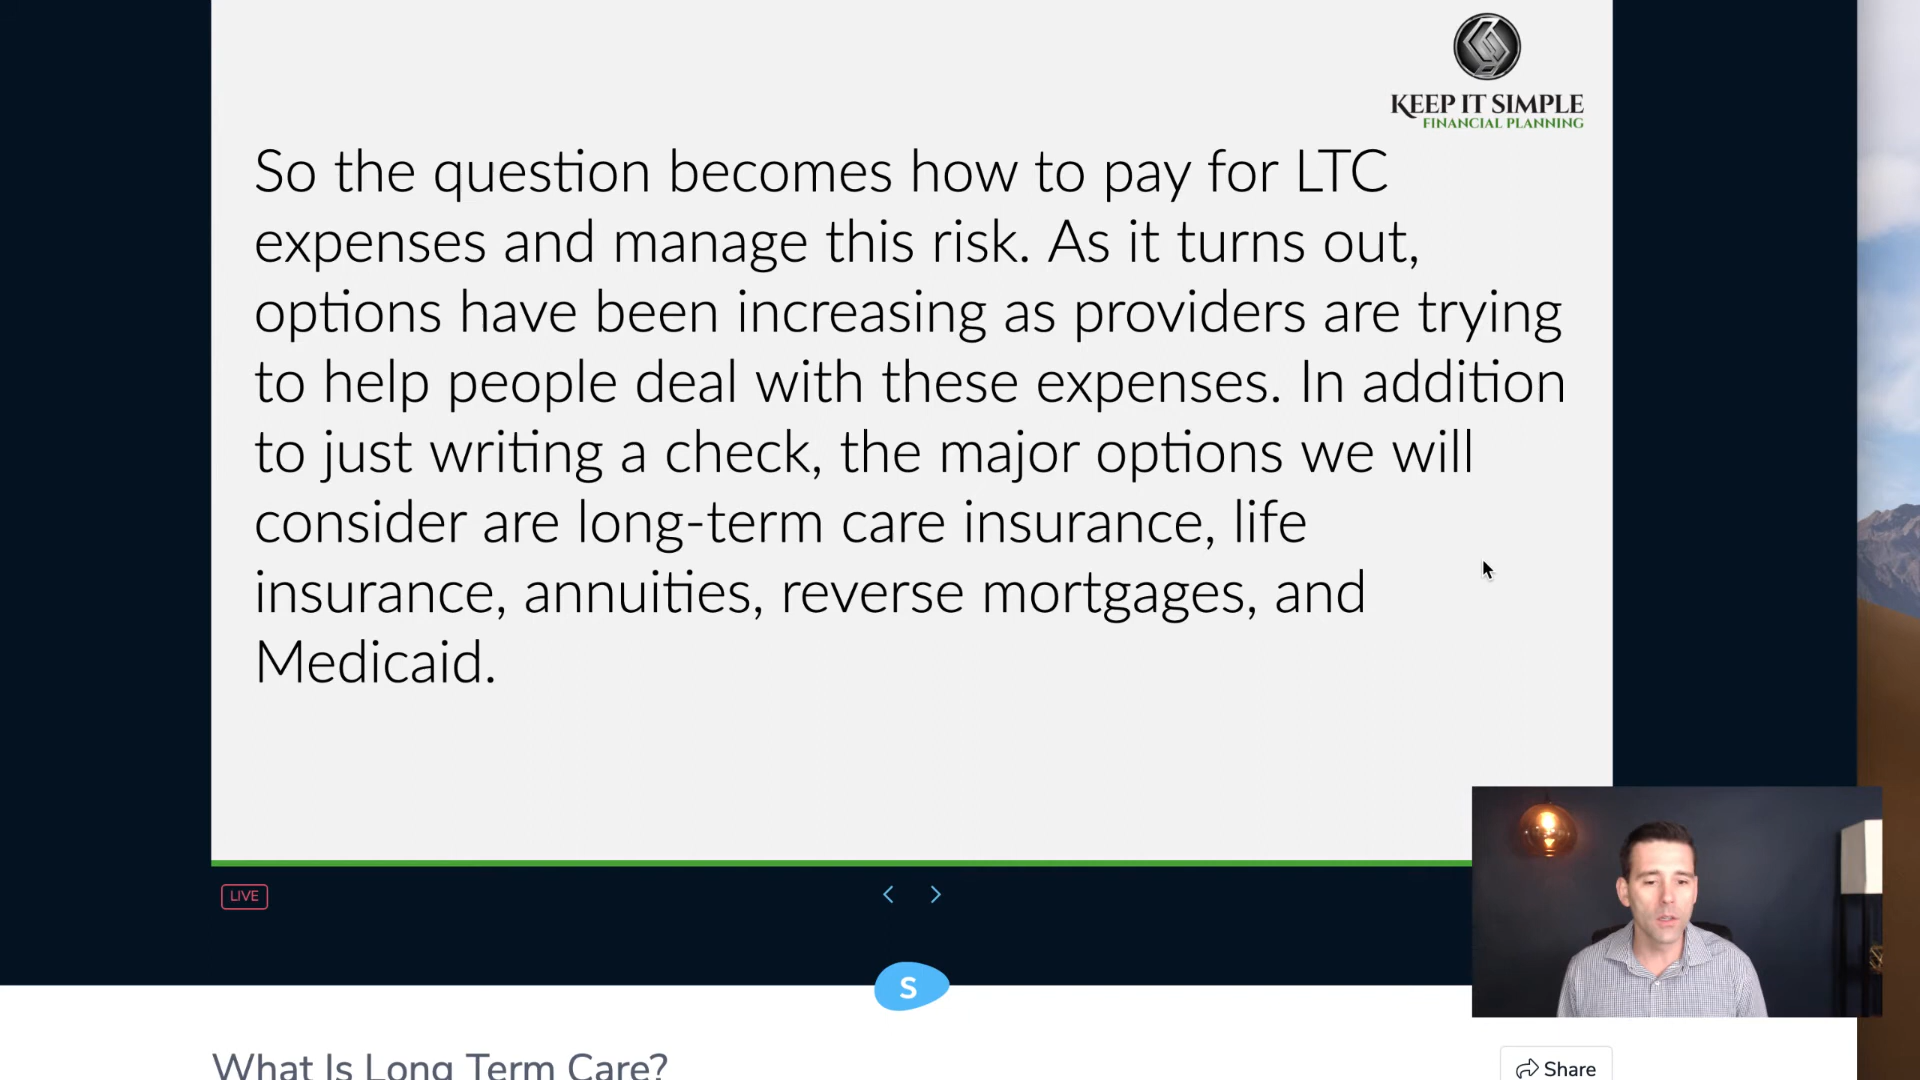 KEEP IT SIMPLE
FINANCIAL PLANNING
So the question becomes how to pay for LTC
expenses and manage this risk. As it turns out,
options have been increasing as providers are trying
to help people deal with these expenses. In addition
to just writing a check, the major options we will
consider are long-term care insurance, life
insurance, annuities, reverse mortgages, and
Medicaid.
LIVE
S
What Is Long Term Care?
Share